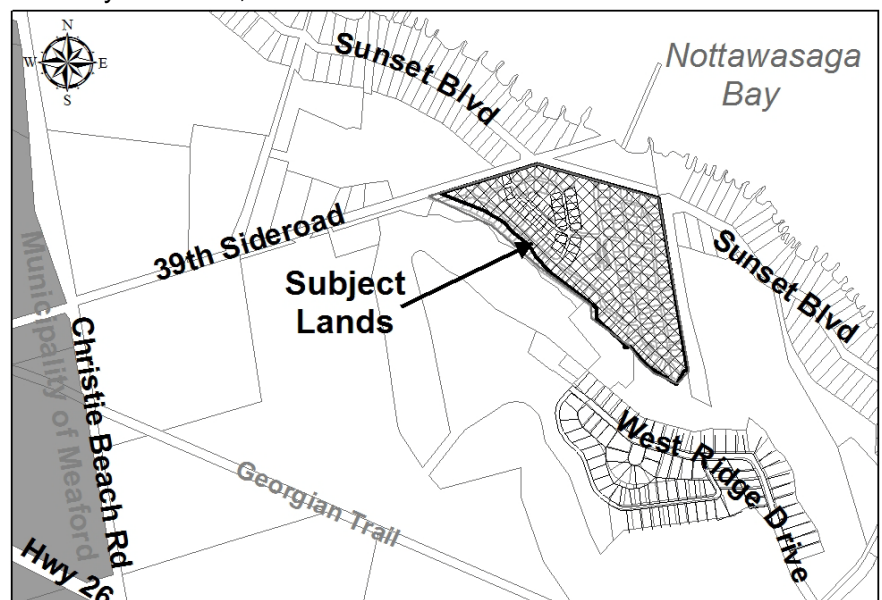 N
W E
S
Sunset Blvd
Nottawasaga
Bay
39th Sideroad
Subject
Lands
Sunset Blvd
Municipality of Meaford
Christie Beach Rd
West Ridge Drive
Georgian Trail
Hwy 26